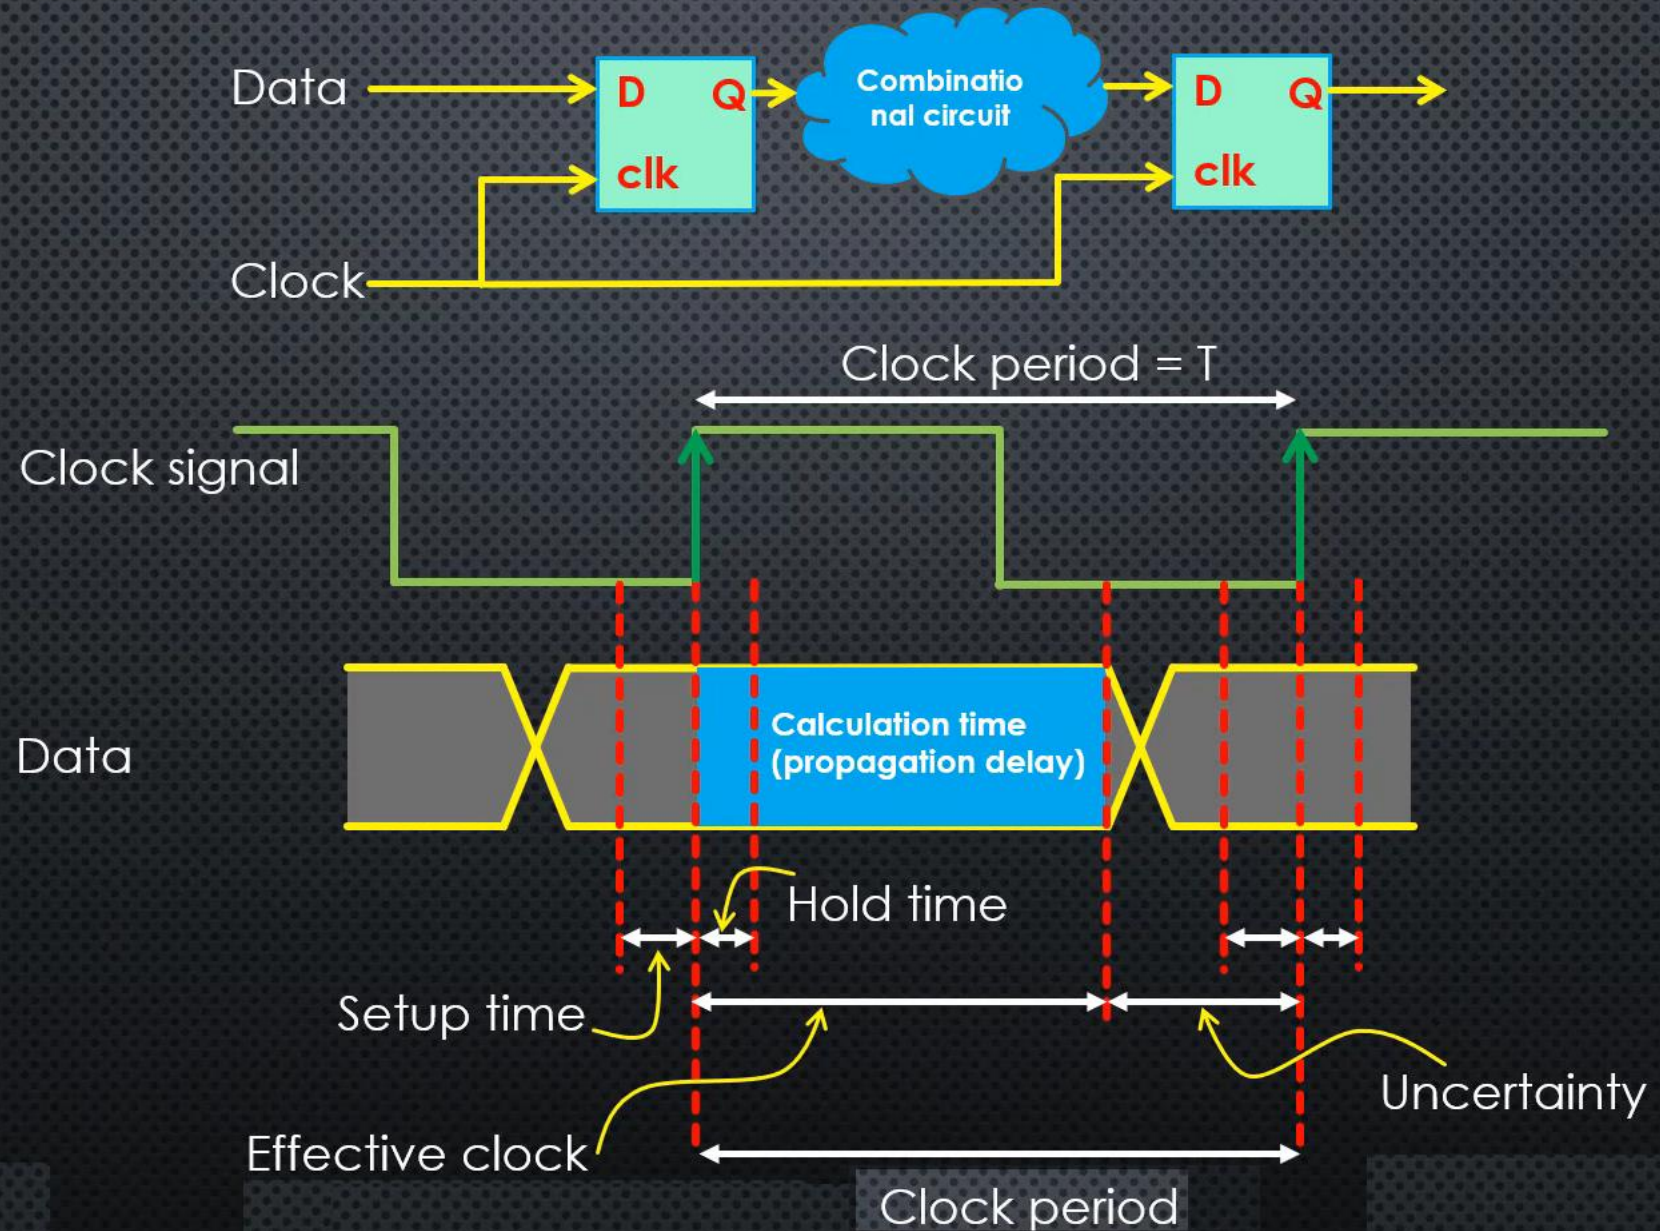 Data
D Q
clk
Combinatio
nal circuit
D Q
clk
Clock
Clock period = T
Clock signal
Data
Calculation time
(propagation delay)
Hold time
Setup time
Uncertainty
Effective clock
Clock period